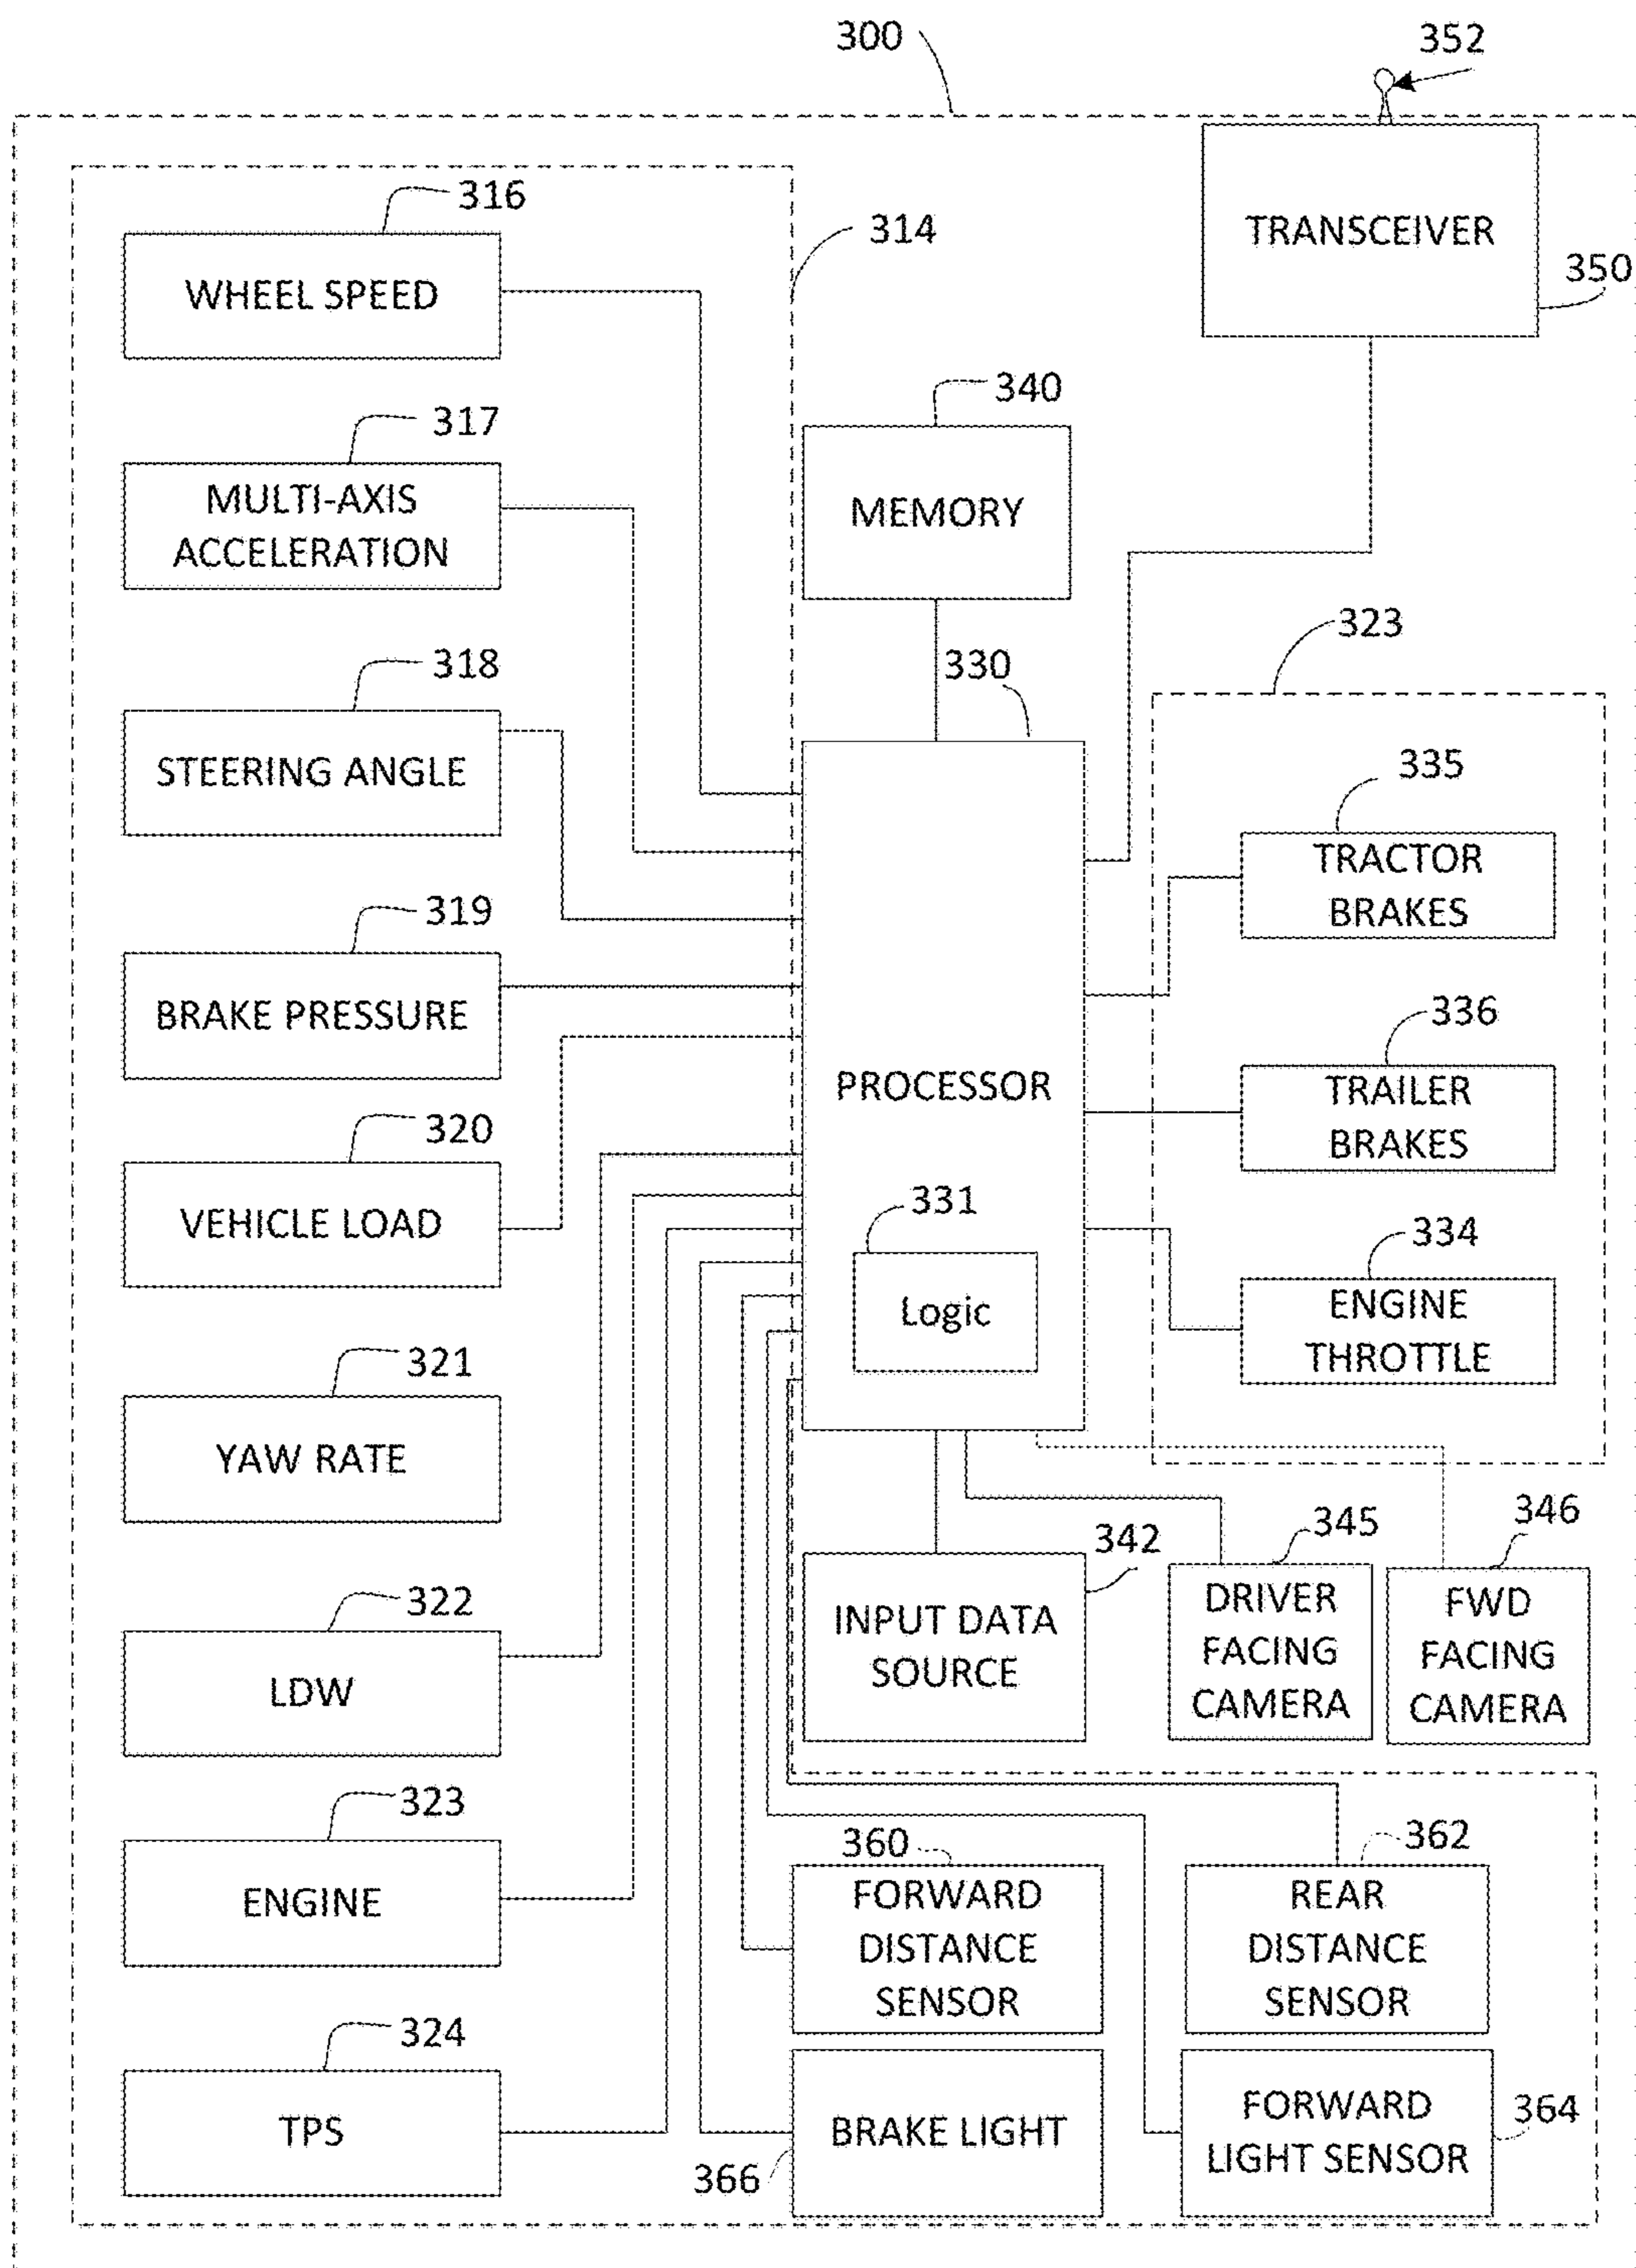 300
352
316
WHEEL SPEED
314
TRANSCEIVER
350
317
MULTI-AXIS
ACCELERATION
340
MEMORY
318
STEERING ANGLE
330
323
319
BRAKE PRESSURE
PROCESSOR
335
TRACTOR
BRAKES
336
TRAILER
BRAKES
320
VEHICLE LOAD
331
Logic
334
ENGINE
THROTTLE
321
YAW RATE
322
LDW
342
INPUT DATA
SOURCE
345
DRIVER
FACING
CAMERA
346
FWD
FACING
CAMERA
323
ENGINE
360
FORWARD
DISTANCE
SENSOR
362
REAR
DISTANCE
SENSOR
324
TPS
366
BRAKE LIGHT
FORWARD
LIGHT SENSOR
364